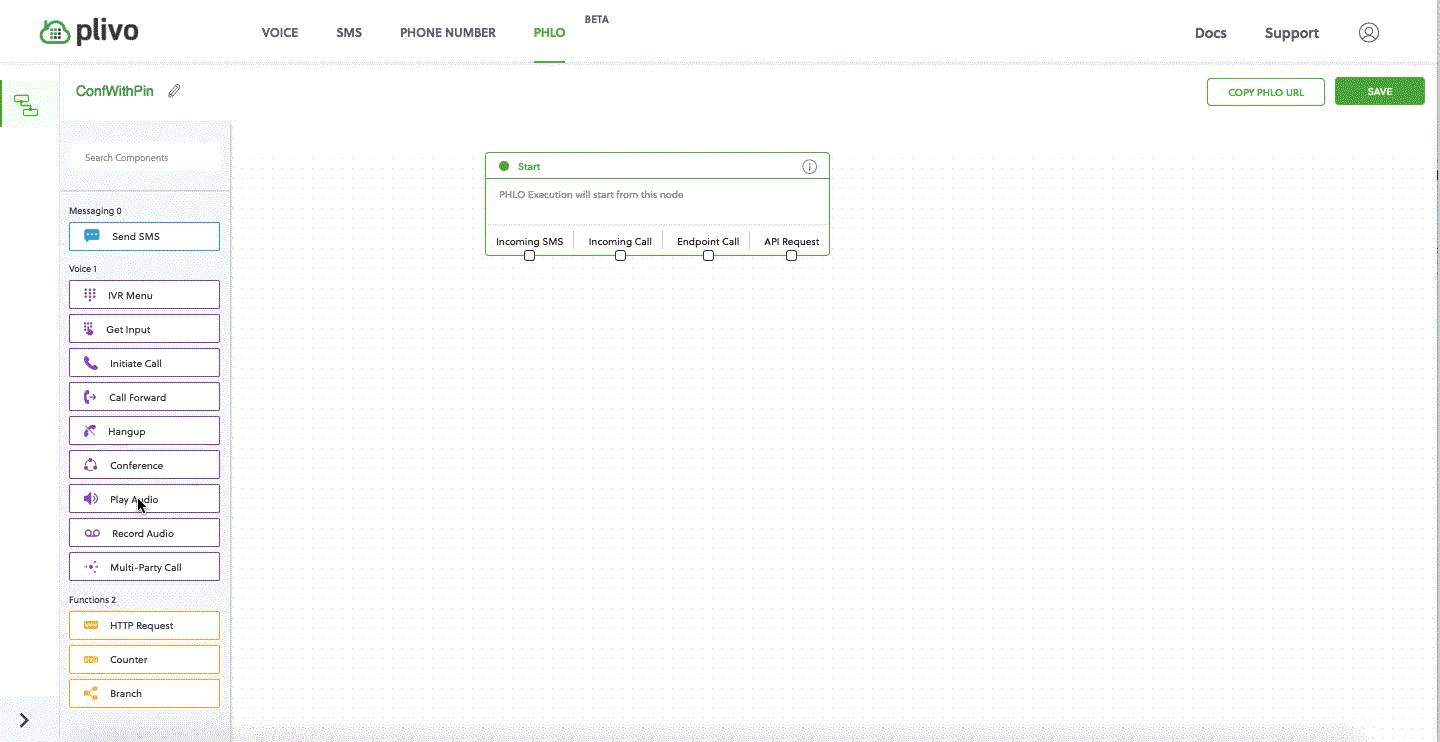 plivo
VOICE SMS PHONE NUMBER PHLO BETA
Docs Support
ConfWithPin
COPY PHLO URL SAVE
Search Components
Messaging 0
Send SMS
Voice 1
IVR Menu
Get Input
Initiate Call
Call Forward
Hangup
Conference
Play Audio
Record Audio
Multi-Party Call
Functions 2
HTTP Request
Counter
Branch
Start
PHLO Execution will start from this node
Incoming SMS Incoming Call Endpoint Call API Request